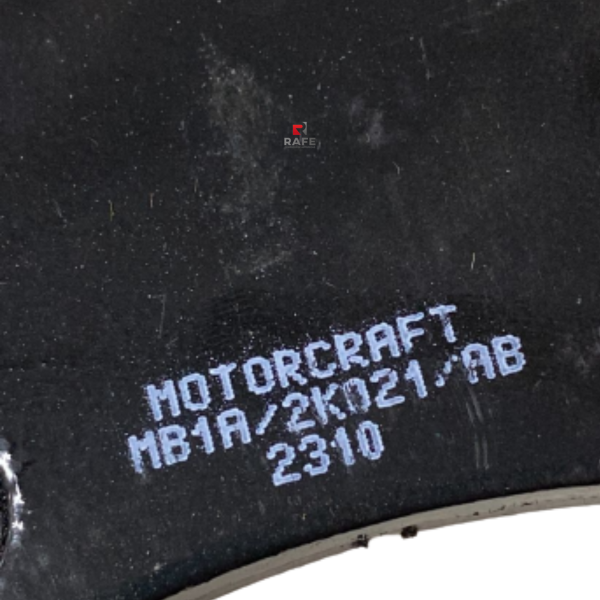 RAFE
MOTORCRAFT
MB1A/2K021/AB
2310